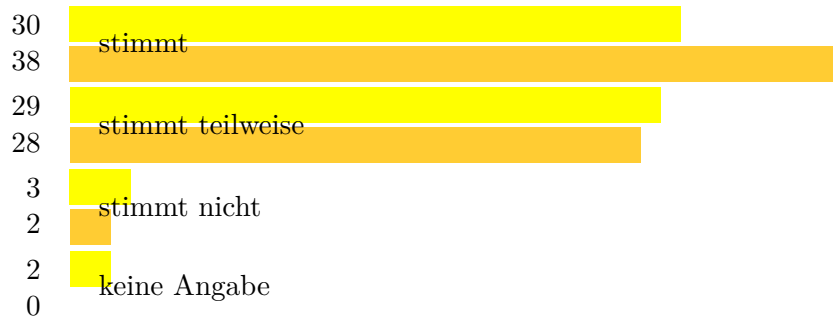 30
stimmt
38
29
stimmt teilweise
28
3
stimmt nicht
2
2
keine Angabe
0